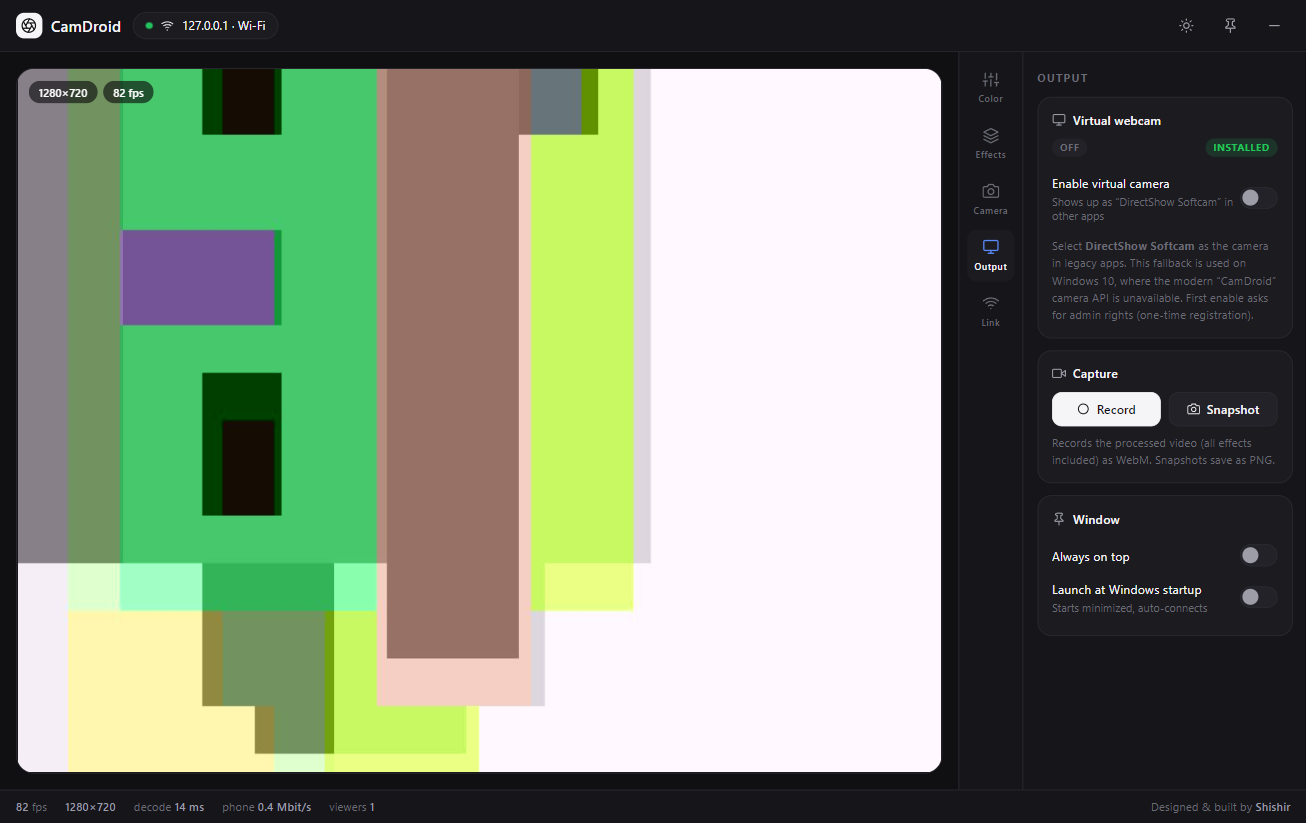 CamDroid
127.0.0.1 · Wi-Fi
1280×720
82 fps
Color
Effects
Camera
Output
Link
OUTPUT
Virtual webcam
OFF
INSTALLED
Enable virtual camera
Shows up as “DirectShow Softcam” in
other apps
Select DirectShow Softcam as the camera
in legacy apps. This fallback is used on
Windows 10, where the modern “CamDroid”
camera API is unavailable. First enable asks
for admin rights (one-time registration).
Capture
Record
Snapshot
Records the processed video (all effects
included) as WebM. Snapshots save as PNG.
Window
Always on top
Launch at Windows startup
Starts minimized, auto-connects
82 fps
1280×720
decode 14 ms
phone 0.4 Mbit/s
viewers 1
Designed & built by Shishir